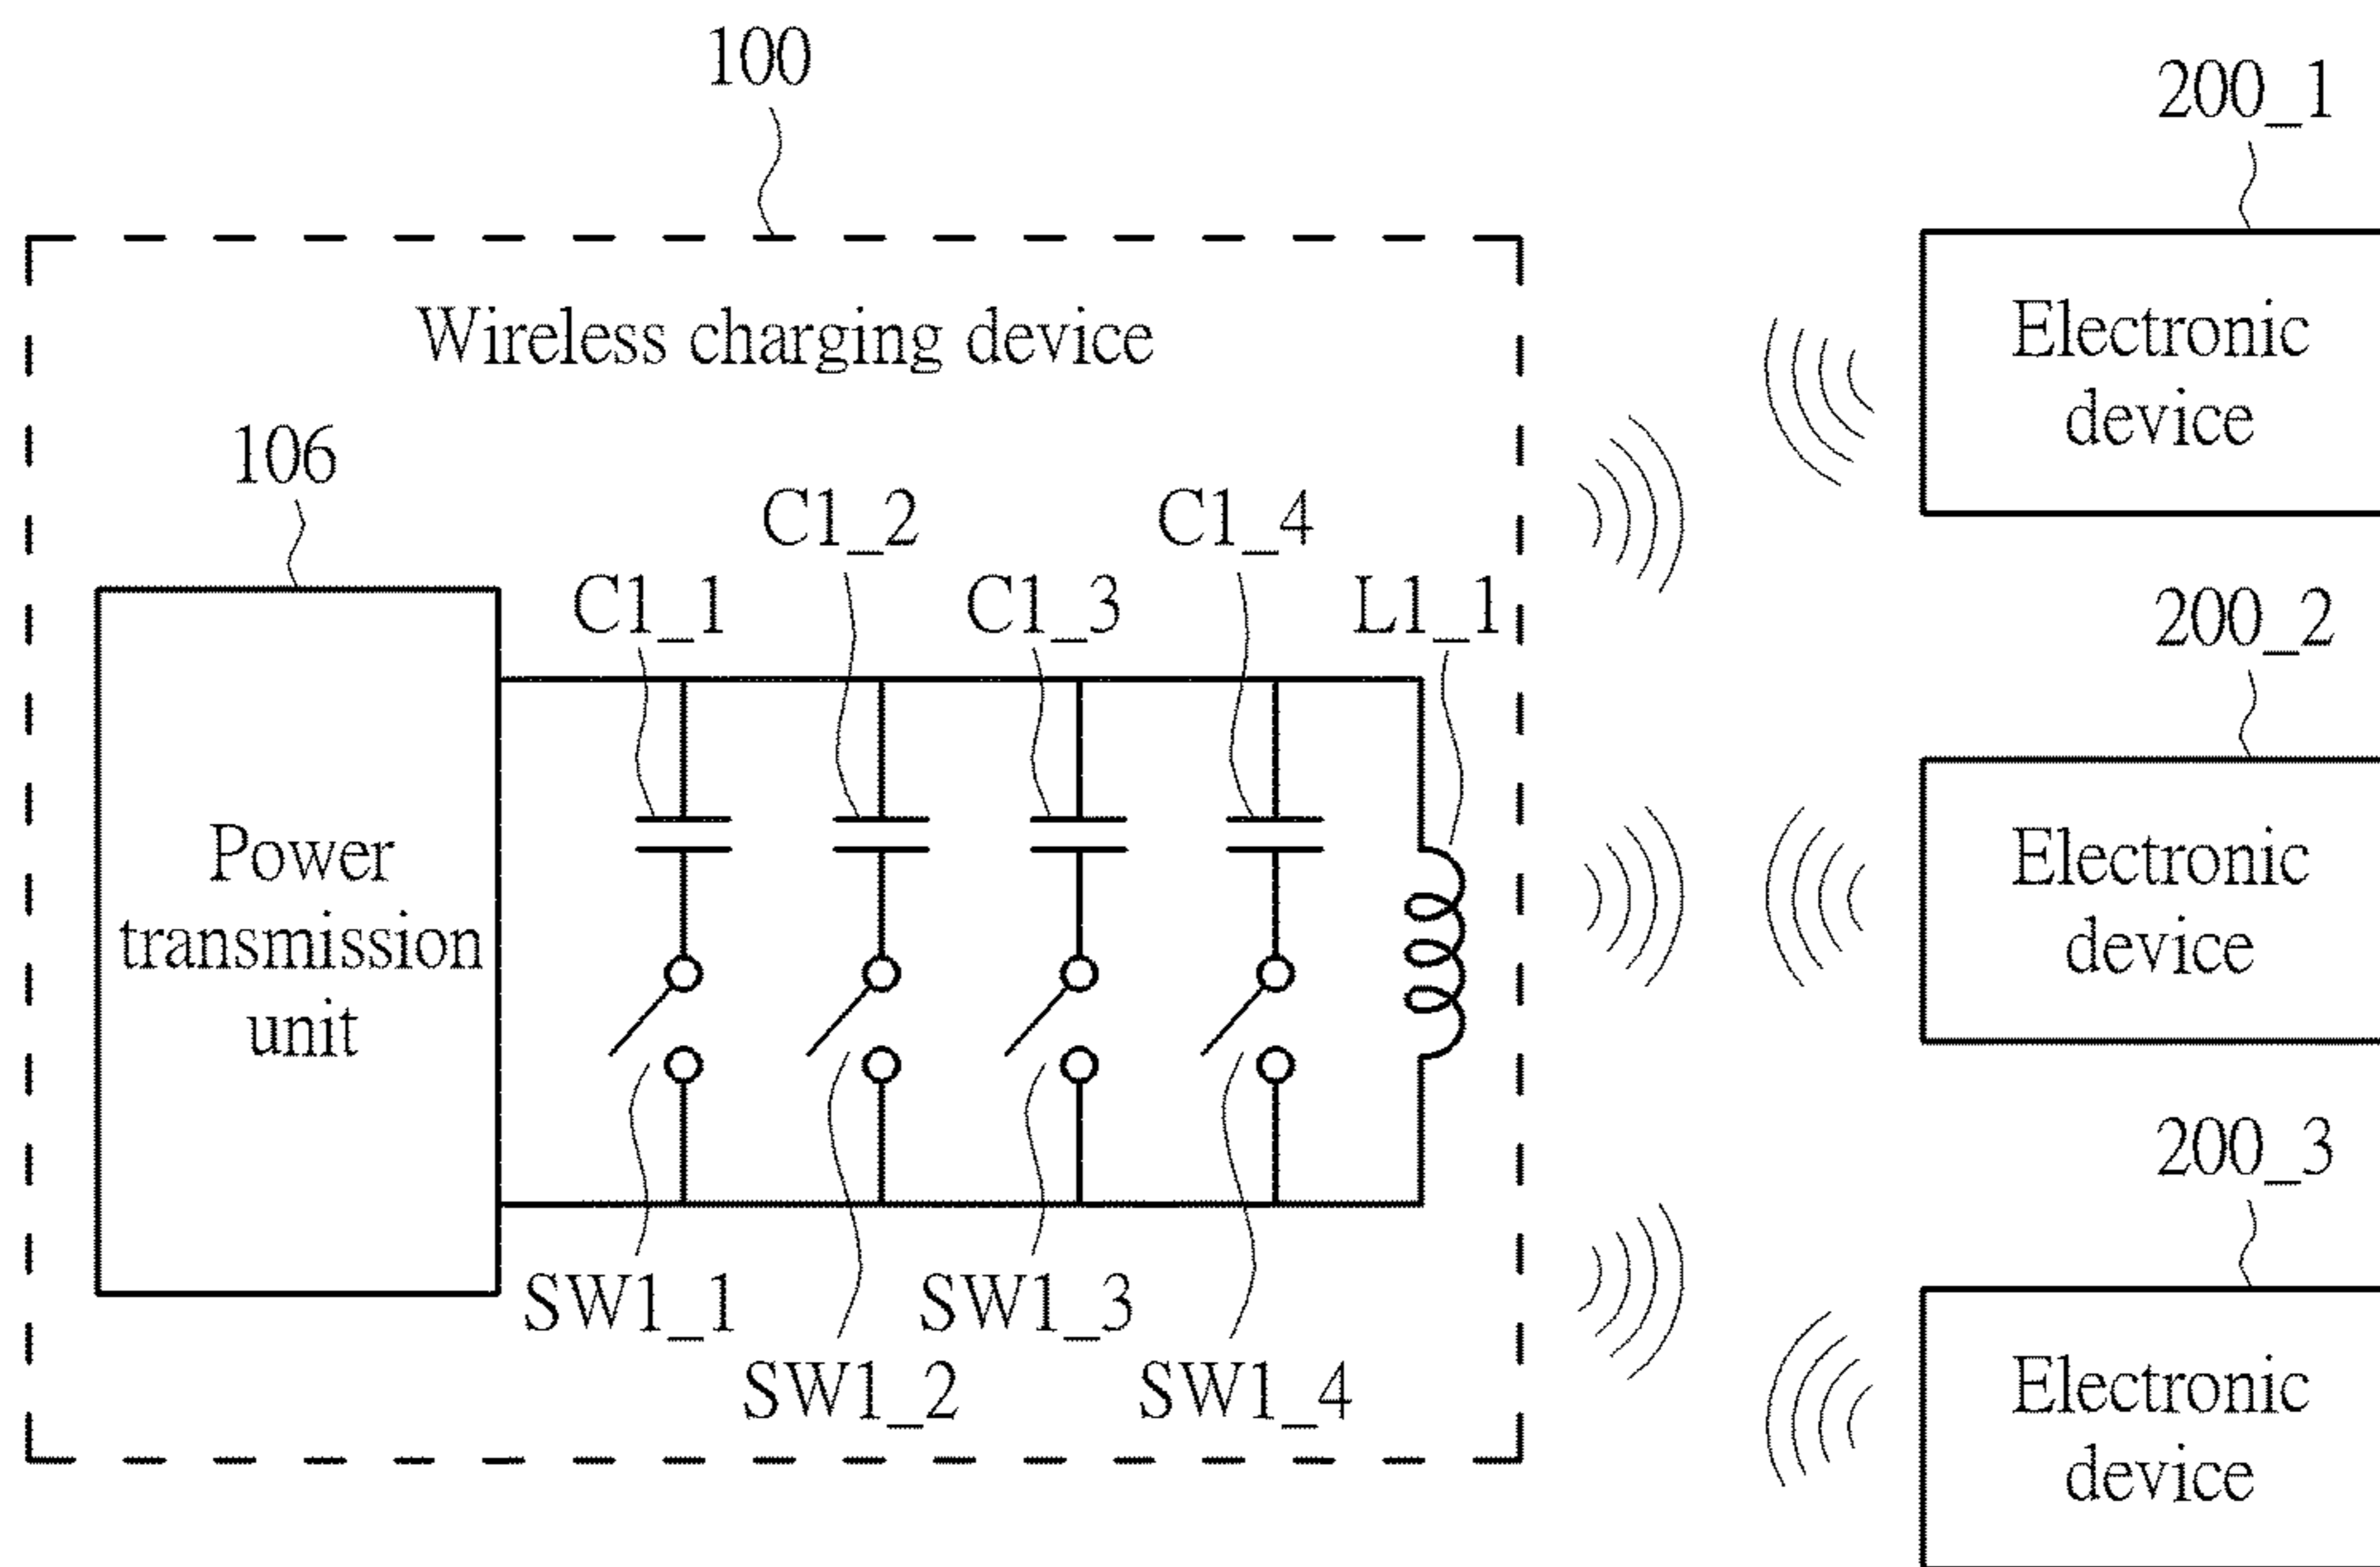 100
200_1
Wireless charging device
Electronic
device
106
C1_2
C1_4
C1_1
C1_3
L1_1
200_2
Power
transmission
unit
Electronic
device
200_3
SW1_1
SW1_3
SW1_2
SW1_4
Electronic
device